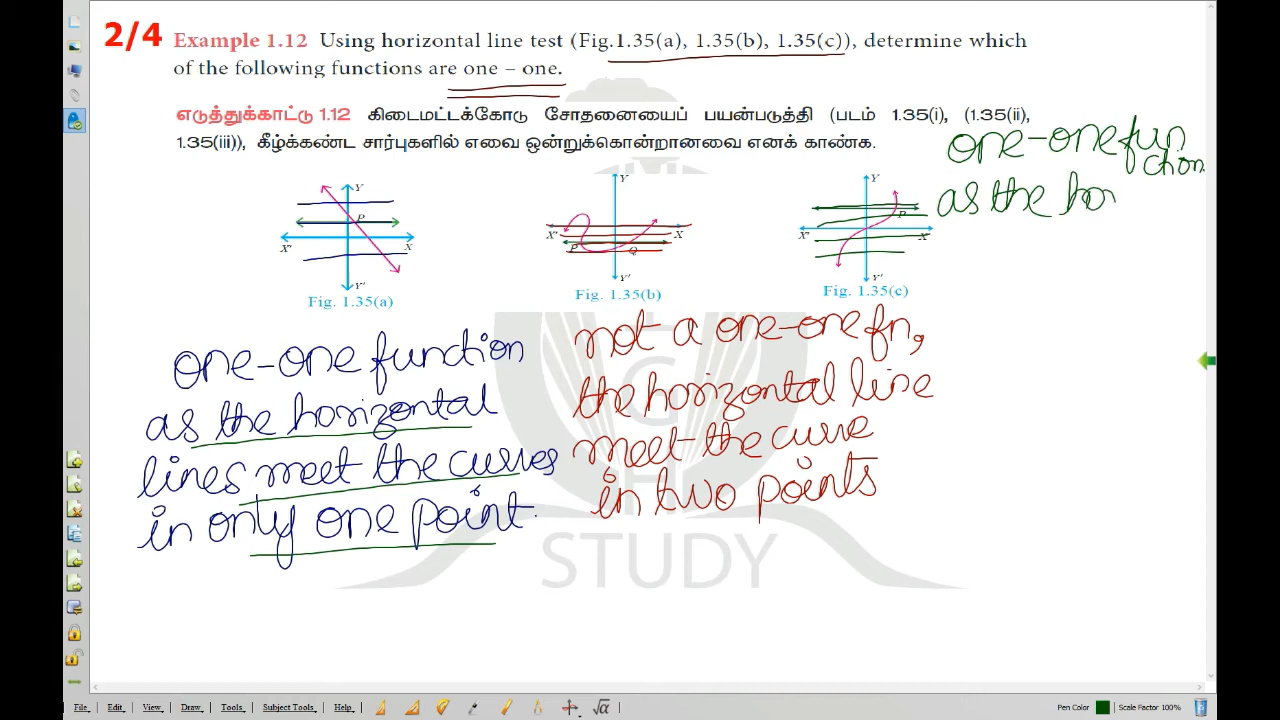 2/4 Example 1.12 Using horizontal line test (Fig.1.35(a), 1.35(b), 1.35(c)), determine which
of the following functions are one – one.
எடுத்துக்காட்டு 1.12 கிடைமட்டக்கோடு சோதனையைப் பயன்படுத்தி (படம் 1.35(i), (1.35(ii),
1.35(iii)), கீழ்க்கண்ட சார்புகளில் எவை ஒன்றுக்கொன்றானவை எனக் காண்க.
one-one fun
ction
as the ho
Y
P
X' X
Y'
Fig. 1.35(a)
Y
X' X
P Q
Y'
Fig. 1.35(b)
Y
P
X' X
Y'
Fig. 1.35(c)
one-one function
as the horizontal
lines meet the curves
in only one point.
not a one-one fn,
the horizontal line
meet the curve
in two points
STUDY
File Edit View Draw Tools Subject Tools Help √α Pen Color Scale Factor 100%